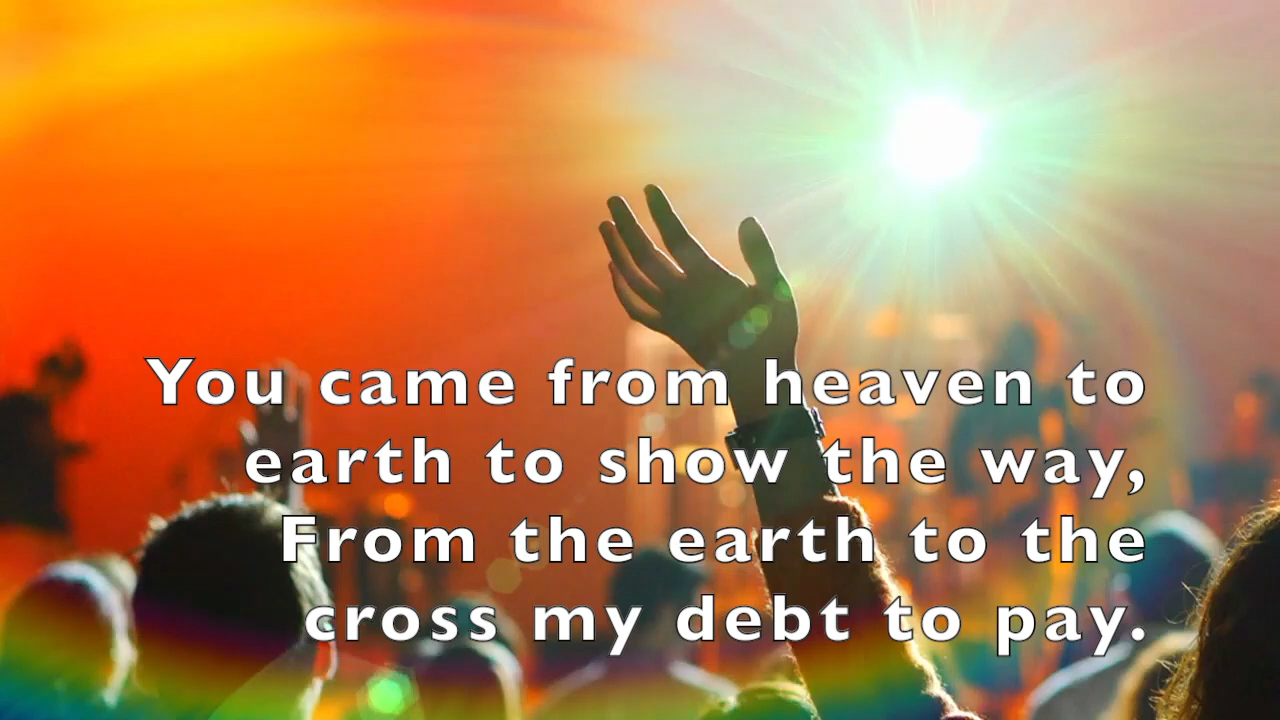 You came from heaven to
earth to show the way,
From the earth to the
cross my debt to pay.